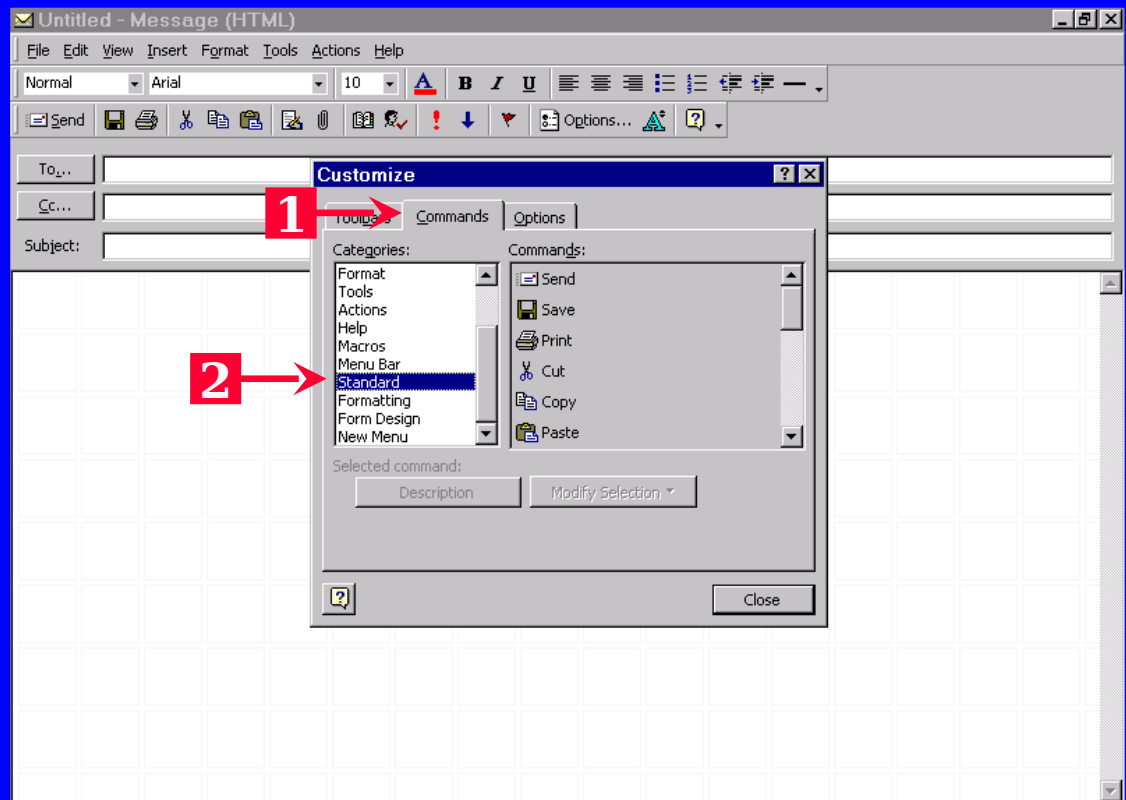 Untitled - Message (HTML)
File Edit View Insert Format Tools Actions Help
Normal Arial 10 A B I U
Send Options...
To...
Cc...
Subject:
Customize
1
Commands Options
Categories: Commands:
Format
Tools
Actions
Help
Macros
Menu Bar
Standard
Formatting
Form Design
New Menu
Send
Save
Print
Cut
Copy
Paste
2
Selected command:
Description Modify Selection
Close